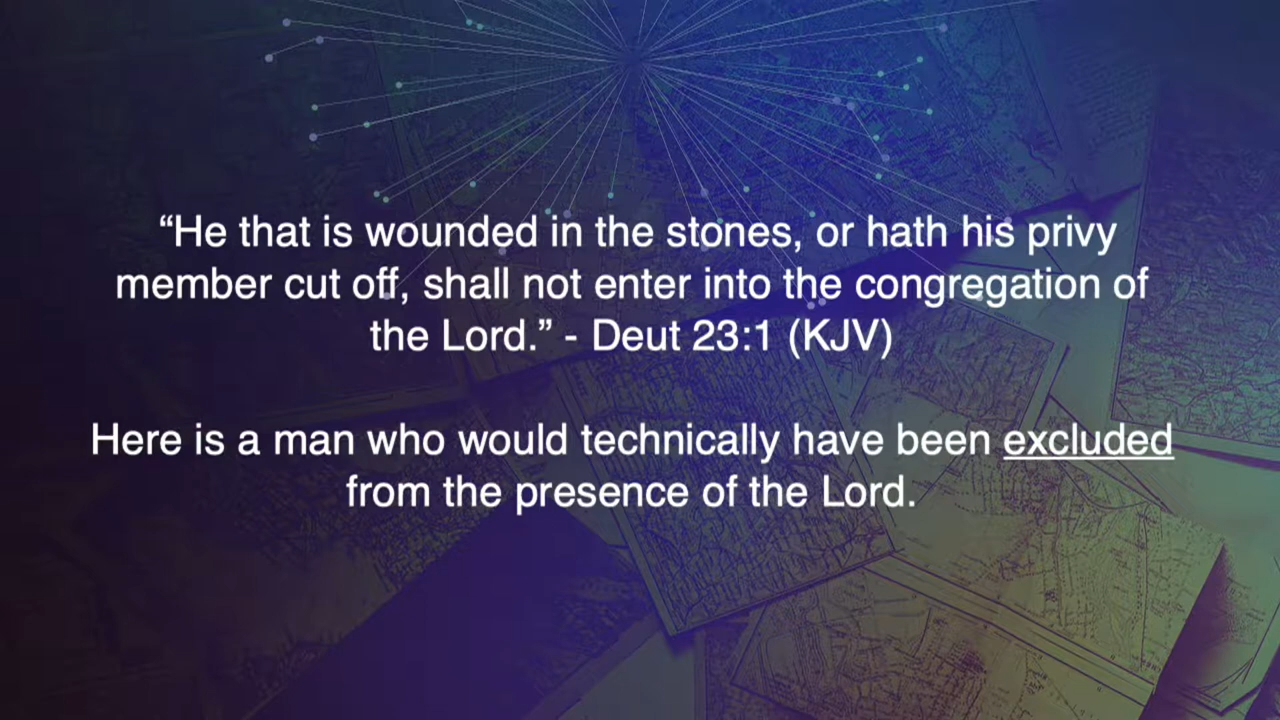 “He that is wounded in the stones, or hath his privy
member cut off, shall not enter into the congregation of
the Lord.” - Deut 23:1 (KJV)
Here is a man who would technically have been excluded
from the presence of the Lord.